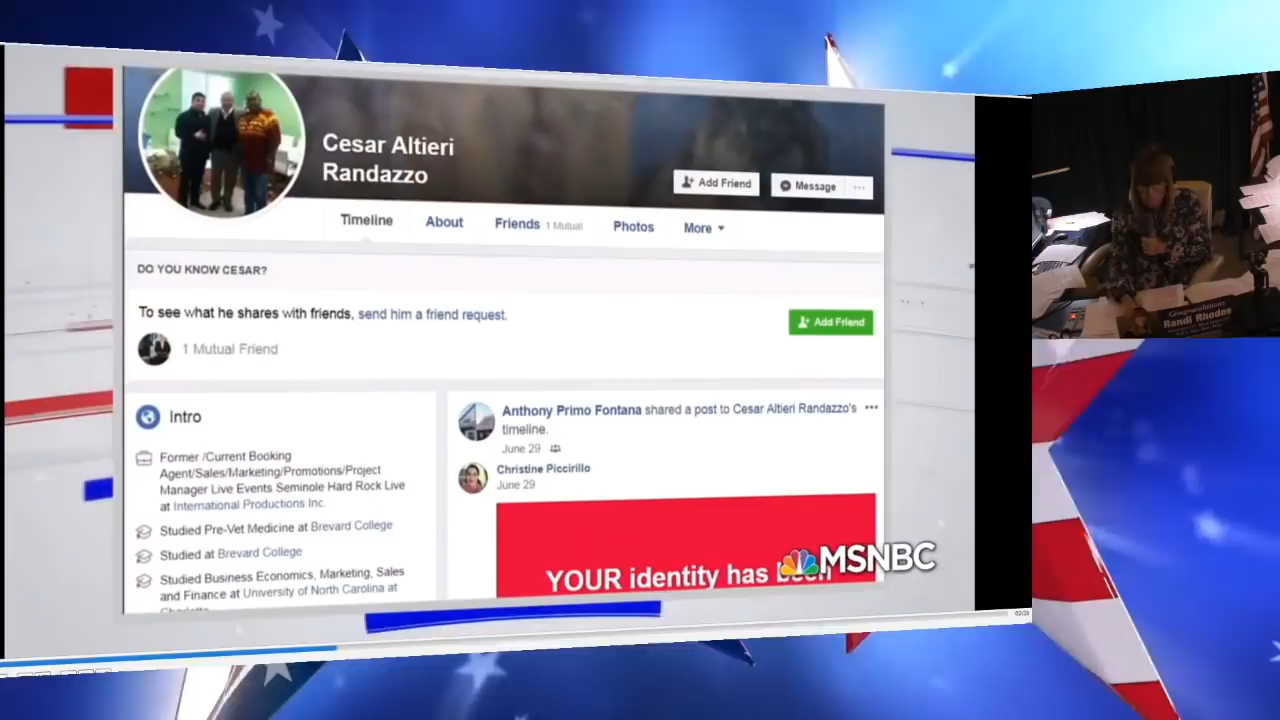 Cesar Altieri
Randazzo
Add Friend
Message
Timeline
About
Friends 1 Mutual
Photos
More
DO YOU KNOW CESAR?
To see what he shares with friends, send him a friend request.
Add Friend
1 Mutual Friend
Intro
Former /Current Booking
Agent/Sales/Marketing/Promotions/Project
Manager Live Events Seminole Hard Rock Live
at International Productions Inc.
Studied Pre-Vet Medicine at Brevard College
Studied at Brevard College
Studied Business Economics, Marketing, Sales
and Finance at University of North Carolina at
Charlotte
Anthony Primo Fontana shared a post to Cesar Altieri Randazzo's
timeline.
June 29
Christine Piccirillo
June 29
YOUR identity has been
MSNBC
Congratulations
Randi Rhodes
02:35